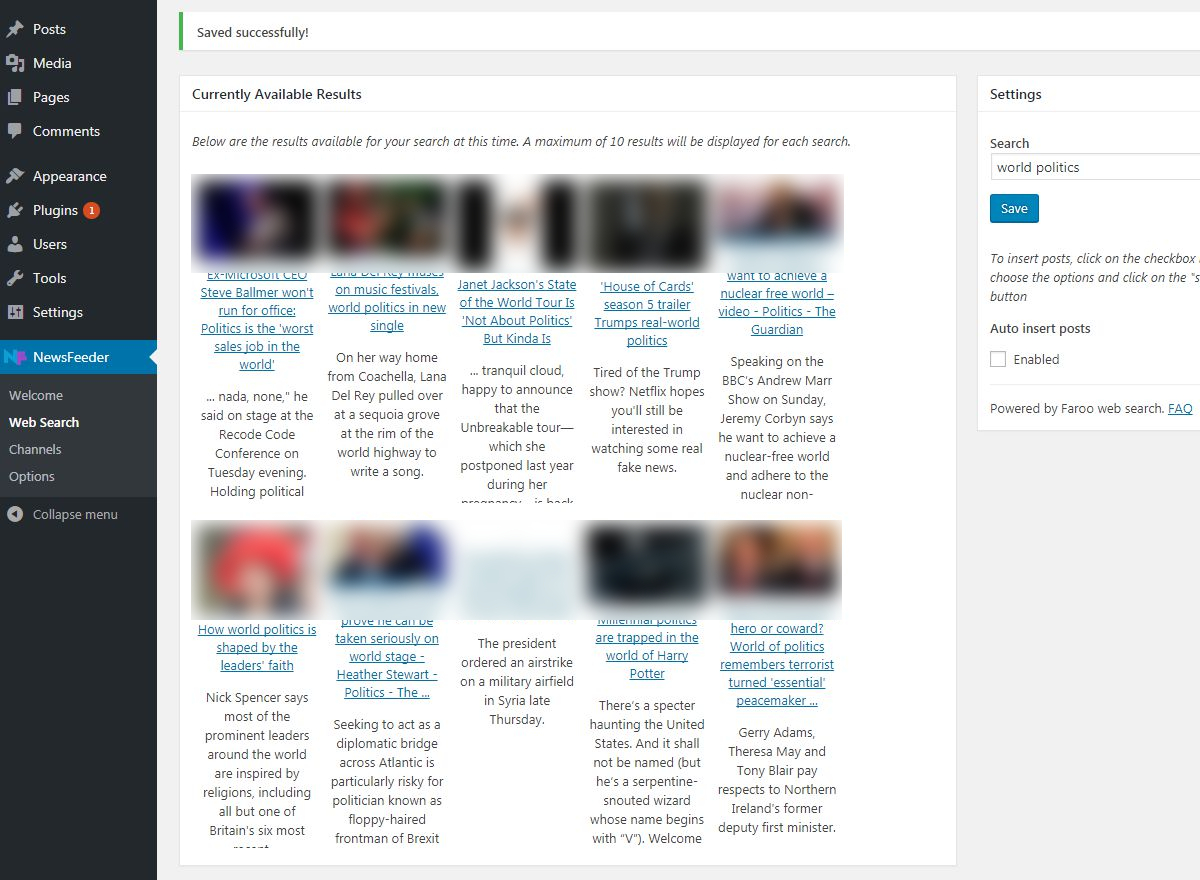 Posts
Media
Pages
Comments
Appearance
Plugins 1
Users
Tools
Settings
NewsFeeder
Welcome
Web Search
Channels
Options
Collapse menu
Saved successfully!
Currently Available Results
Below are the results available for your search at this time. A maximum of 10 results will be displayed for each search.
Ex-Microsoft CEO
Steve Ballmer won't
run for office:
Politics is the 'worst
sales job in the
world'
... nada, none," he
said on stage at the
Recode Code
Conference on
Tuesday evening.
Holding political
Lana Del Rey muses
on music festivals,
world politics in new
single
On her way home
from Coachella, Lana
Del Rey pulled over
at a sequoia grove
at the rim of the
world highway to
write a song.
Janet Jackson's State
of the World Tour Is
'Not About Politics'
But Kinda Is
... tranquil cloud,
happy to announce
that the
Unbreakable tour—
which she
postponed last year
during her
pregnancy—is back
'House of Cards'
season 5 trailer
Trumps real-world
politics
Tired of the Trump
show? Netflix hopes
you'll still be
interested in
watching some real
fake news.
want to achieve a
nuclear free world –
video - Politics - The
Guardian
Speaking on the
BBC's Andrew Marr
Show on Sunday,
Jeremy Corbyn says
he want to achieve a
nuclear-free world
and adhere to the
nuclear non-
How world politics is
shaped by the
leaders' faith
Nick Spencer says
most of the
prominent leaders
around the world
are inspired by
religions, including
all but one of
Britain's six most
recent
prove he can be
taken seriously on
world stage -
Heather Stewart -
Politics - The ...
Seeking to act as a
diplomatic bridge
across Atlantic is
particularly risky for
politician known as
floppy-haired
frontman of Brexit
The president
ordered an airstrike
on a military airfield
in Syria late
Thursday.
Millennial politics
are trapped in the
world of Harry
Potter
There's a specter
haunting the United
States. And it shall
not be named (but
he's a serpentine-
snouted wizard
whose name begins
with “V”). Welcome
hero or coward?
World of politics
remembers terrorist
turned 'essential'
peacemaker ...
Gerry Adams,
Theresa May and
Tony Blair pay
respects to Northern
Ireland's former
deputy first minister.
Settings
Search
world politics
Save
To insert posts, click on the checkbox
choose the options and click on the "s
button
Auto insert posts
Enabled
Powered by Faroo web search. FAQ